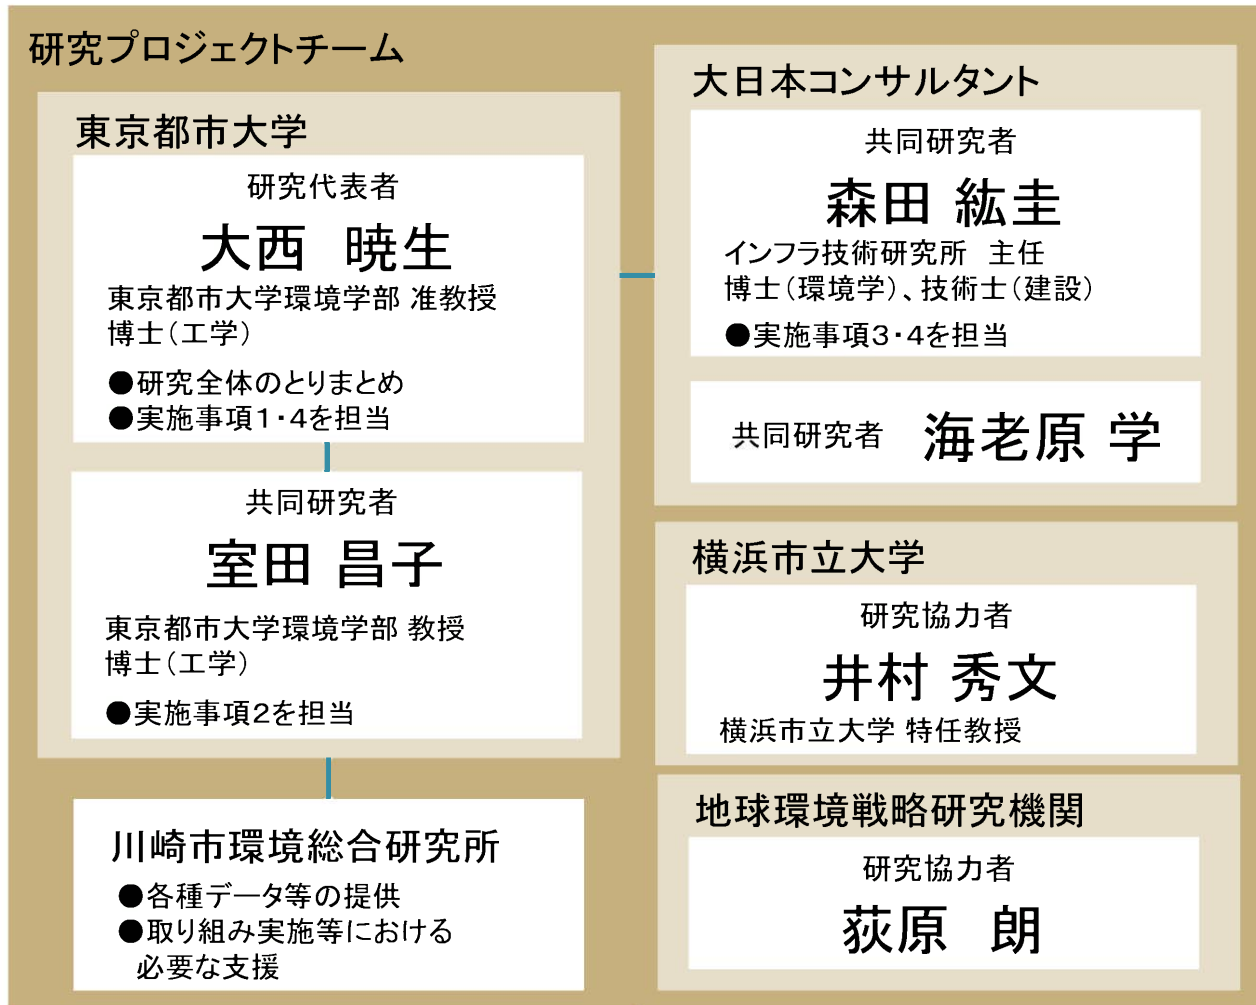 研究プロジェクトチーム
東京都市大学
研究代表者
大西　暁生
東京都市大学環境学部 准教授
博士（工学）
●研究全体のとりまとめ
●実施事項1・4を担当
共同研究者
室田 昌子
東京都市大学環境学部 教授
博士（工学）
●実施事項2を担当
川崎市環境総合研究所
●各種データ等の提供
●取り組み実施等における
必要な支援
大日本コンサルタント
共同研究者
森田 紘圭
インフラ技術研究所　主任
博士（環境学）、技術士（建設）
●実施事項3・4を担当
共同研究者　海老原 学
横浜市立大学
研究協力者
井村 秀文
横浜市立大学 特任教授
地球環境戦略研究機関
研究協力者
荻原　朗